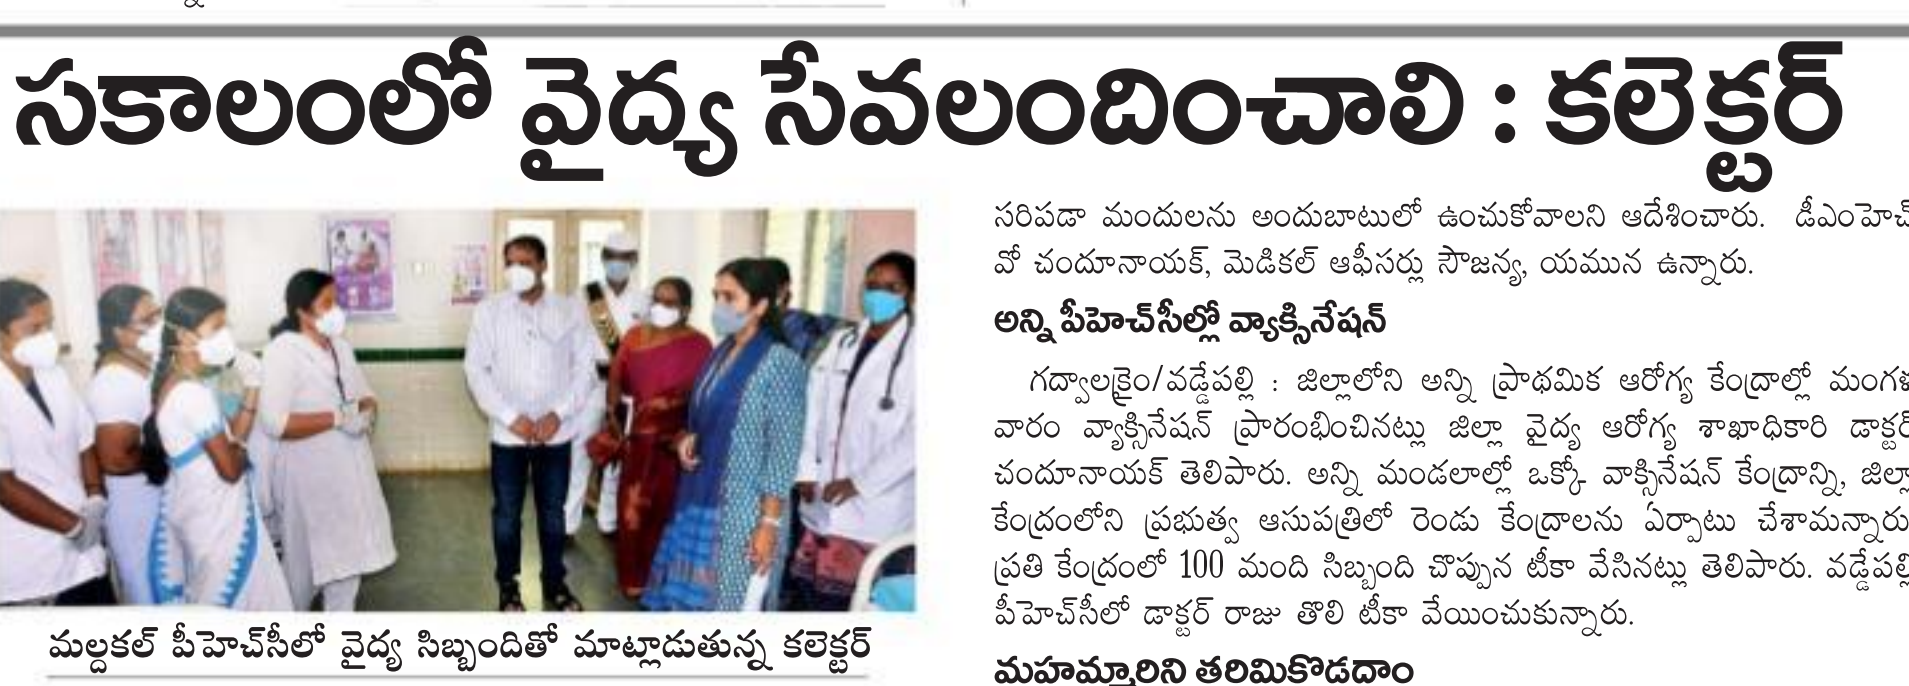 సకాలంలో వైద్య సేవలందించాలి : కలెక్టర్
మల్దకల్ పీహెచ్‌సీలో వైద్య సిబ్బందితో మాట్లాడుతున్న కలెక్టర్
సరిపడా మందులను అందుబాటులో ఉంచుకోవాలని ఆదేశించారు. డీఎంహెచ్
వో చందూనాయక్, మెడికల్ ఆఫీసర్లు సౌజన్య, యమున ఉన్నారు.
అన్ని పీహెచ్‌సీల్లో వ్యాక్సినేషన్
గద్వాలక్రైం/వడ్డేపల్లి : జిల్లాలోని అన్ని ప్రాథమిక ఆరోగ్య కేంద్రాల్లో మంగళ
వారం వ్యాక్సినేషన్ ప్రారంభించినట్లు జిల్లా వైద్య ఆరోగ్య శాఖాధికారి డాక్టర్
చందూనాయక్ తెలిపారు. అన్ని మండలాల్లో ఒక్కో వాక్సినేషన్ కేంద్రాన్ని, జిల్లా
కేంద్రంలోని ప్రభుత్వ ఆసుపత్రిలో రెండు కేంద్రాలను ఏర్పాటు చేశామన్నారు
ప్రతి కేంద్రంలో 100 మంది సిబ్బంది చొప్పున టీకా వేసినట్లు తెలిపారు. వడ్డేపల్లి
పీహెచ్‌సీలో డాక్టర్ రాజు తొలి టీకా వేయించుకున్నారు.
మహమ్మారిని తరిమికొడదాం